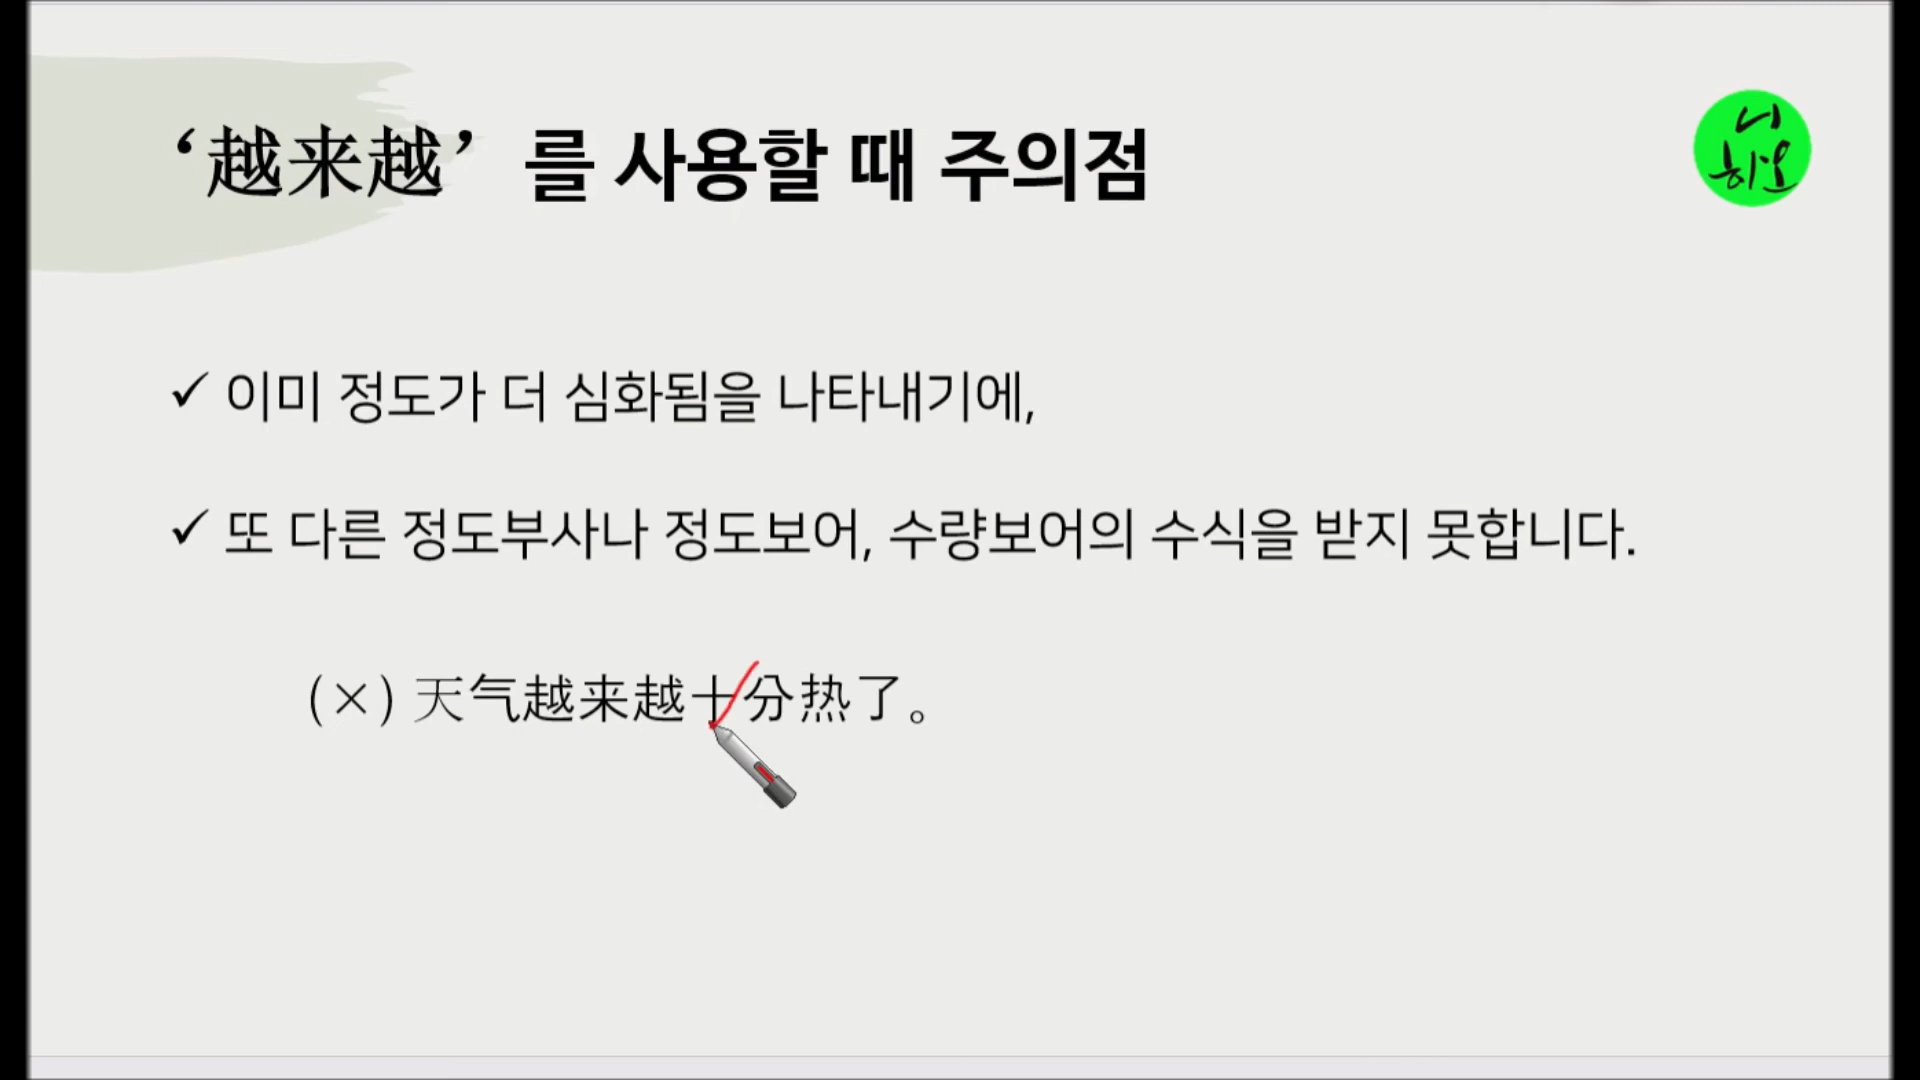 ‘越来越’ 를 사용할 때 주의점
니
하오
✓ 이미 정도가 더 심화됨을 나타내기에,
✓ 또 다른 정도부사나 정도보어, 수량보어의 수식을 받지 못합니다.
(×) 天气越来越十分热了。